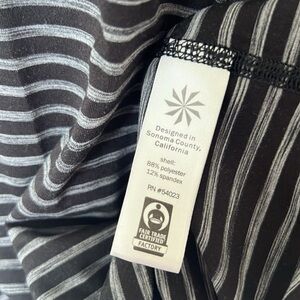 Designed in
Sonoma County,
California
shell:
88% polyester
12% spandex
PN #54023
FAIR TRADE
CERTIFIED
FACTORY